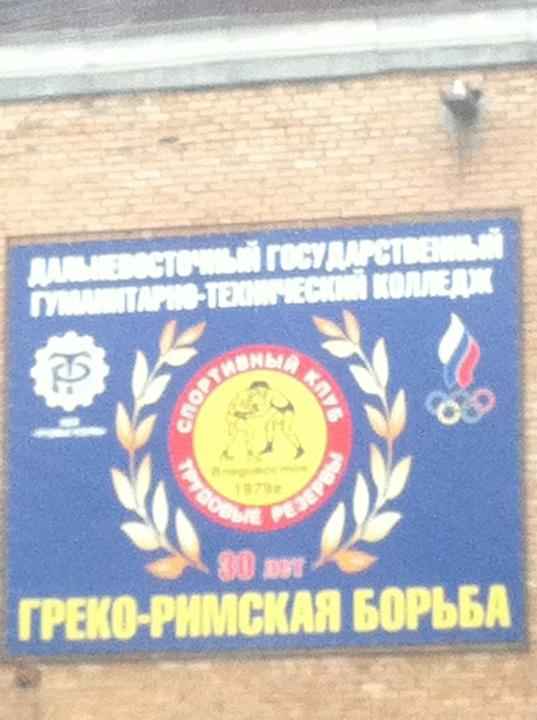 ДАЛЬНЕВОСТОЧНЫЙ ГОСУДАРСТВЕННЫЙ
ГУМАНИТАРНО-ТЕХНИЧЕСКИЙ КОЛЛЕДЖ
СПОРТИВНЫЙ КЛУБ
Владивосток
1979г
ТРУДОВЫЕ РЕЗЕРВЫ
30 лет
ГРЕКО-РИМСКАЯ БОРЬБА